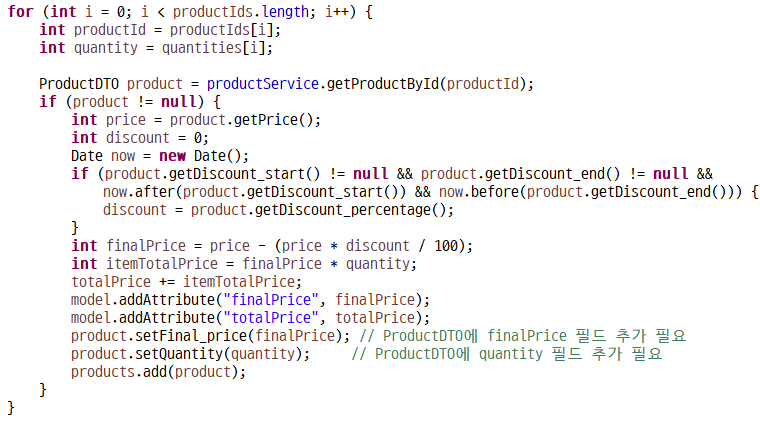 for (int i = 0; i < productIds.length; i++) {
    int productId = productIds[i];
    int quantity = quantities[i];

    ProductDTO product = productService.getProductById(productId);
    if (product != null) {
        int price = product.getPrice();
        int discount = 0;
        Date now = new Date();
        if (product.getDiscount_start() != null && product.getDiscount_end() != null &&
            now.after(product.getDiscount_start()) && now.before(product.getDiscount_end())) {
            discount = product.getDiscount_percentage();
        }
        int finalPrice = price - (price * discount / 100);
        int itemTotalPrice = finalPrice * quantity;
        totalPrice += itemTotalPrice;
        model.addAttribute("finalPrice", finalPrice);
        model.addAttribute("totalPrice", totalPrice);
        product.setFinal_price(finalPrice); // ProductDTO에 finalPrice 필드 추가 필요
        product.setQuantity(quantity);     // ProductDTO에 quantity 필드 추가 필요
        products.add(product);
    }
}